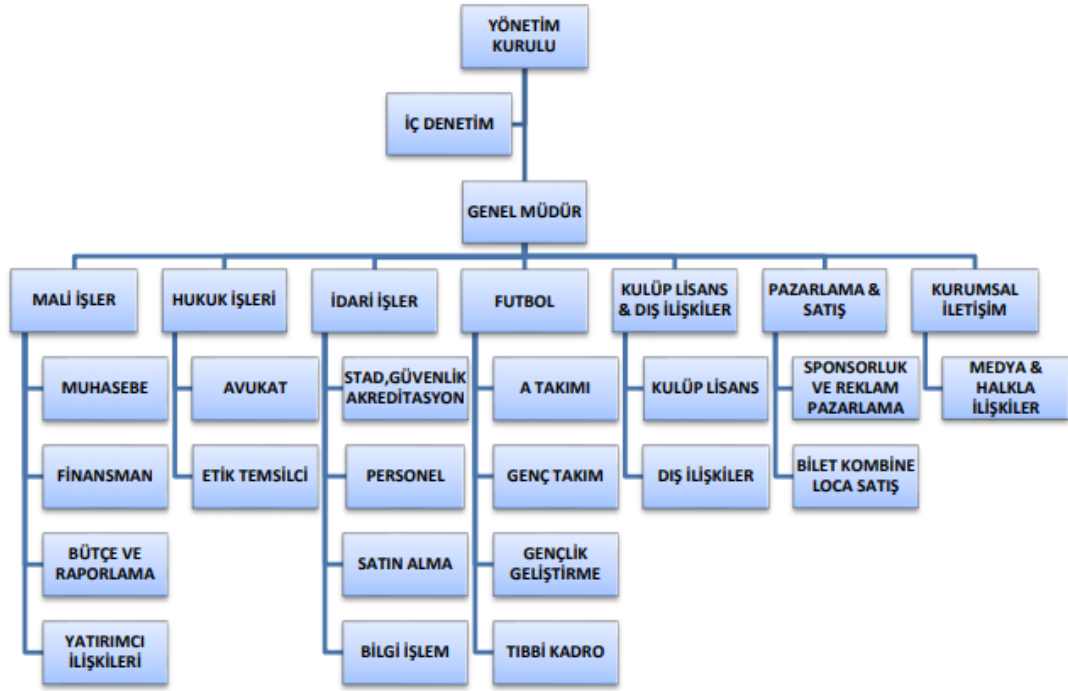 YÖNETİM
KURULU
İÇ DENETİM
GENEL MÜDÜR
MALİ İŞLER
MUHASEBE
FİNANSMAN
BÜTÇE VE
RAPORLAMA
YATIRIMCI
İLİŞKİLERİ
HUKUK İŞLERİ
AVUKAT
ETİK TEMSİLCİ
İDARİ İŞLER
STAD,GÜVENLİK
AKREDİTASYON
PERSONEL
SATIN ALMA
BİLGİ İŞLEM
FUTBOL
A TAKIMI
GENÇ TAKIM
GENÇLİK
GELİŞTİRME
TIBBİ KADRO
KULÜP LİSANS
& DIŞ İLİŞKİLER
KULÜP LİSANS
DIŞ İLİŞKİLER
PAZARLAMA &
SATIŞ
SPONSORLUK
VE REKLAM
PAZARLAMA
BİLET KOMBİNE
LOCA SATIŞ
KURUMSAL
İLETİŞİM
MEDYA &
HALKLA
İLİŞKİLER